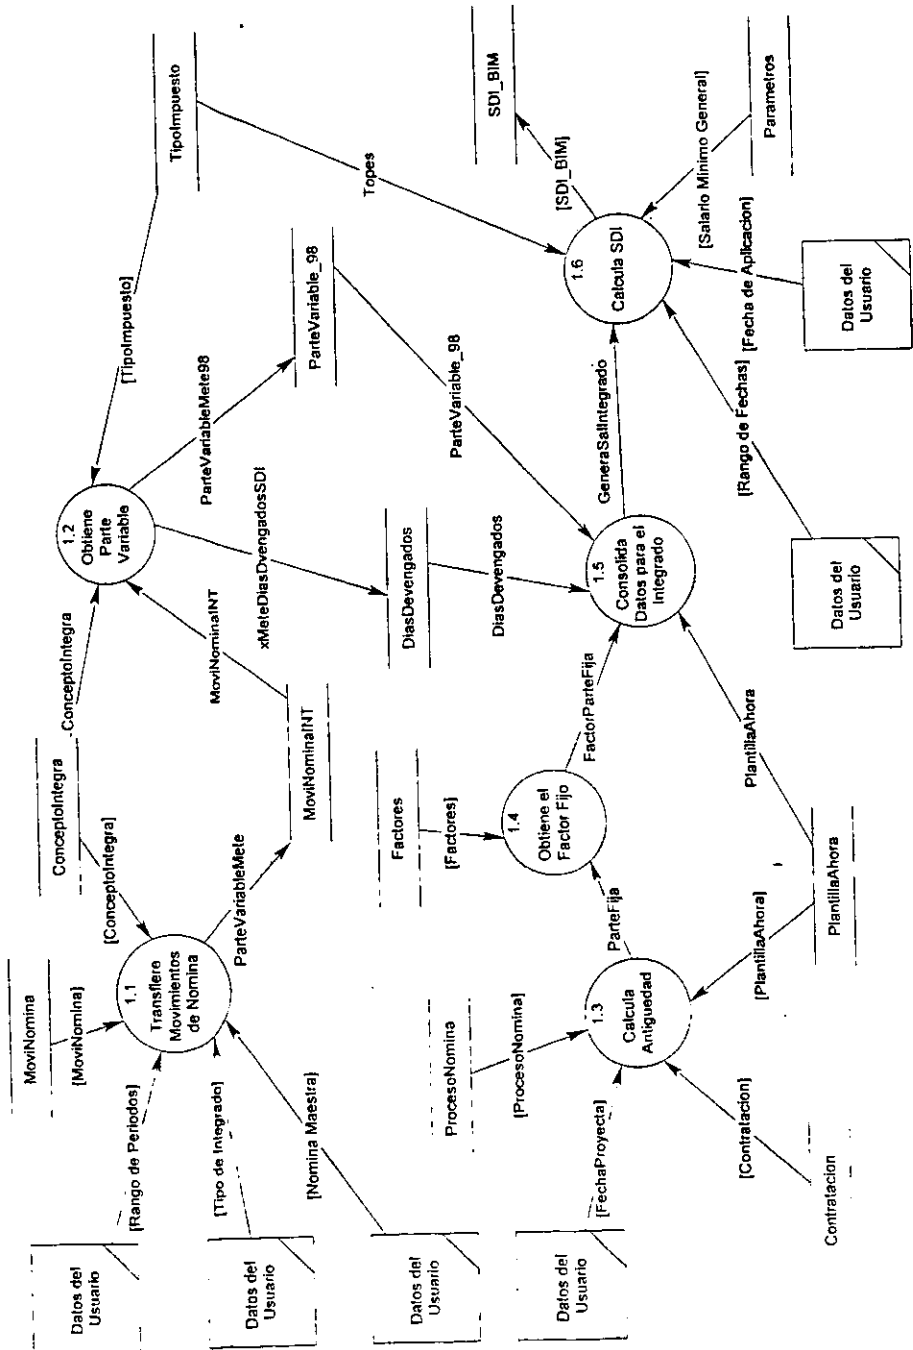 Datos del
Usuario
[Rango de Periodos]
MoviNomina
[MoviNomina]
ConceptoIntegra
[ConceptoIntegra]
ConceptoIntegra
1.1
Transfiere
Movimientos
de Nomina
Datos del
Usuario
[Tipo de Integrado]
Datos del
Usuario
[Nomina Maestra]
ParteVariableMete
MoviNominaINT
MoviNominaINT
1.2
Obtiene
Parte
Variable
[TipoImpuesto]
TipoImpuesto
ParteVariableMete98
ParteVariable_98
ParteVariable_98
Topes
xMeteDiasDvengadosSDI
DiasDevengados
DiasDevengados
ProcesoNomina
[ProcesoNomina]
Datos del
Usuario
[FechaProyecta]
1.3
Calcula
Antiguedad
Contratacion
[Contratacion]
PlantillaAhora
[PlantillaAhora]
PlantillaAhora
ParteFija
Factores
[Factores]
1.4
Obtiene el
Factor Fijo
FactorParteFija
1.5
Consolida
Datos para el
Integrado
GeneraSalIntegrado
1.6
Calcula SDI
[SDI_BIM]
SDI_BIM
[Salario Minimo General]
Parametros
[Rango de Fechas]
Datos del
Usuario
[Fecha de Aplicacion]
Datos del
Usuario